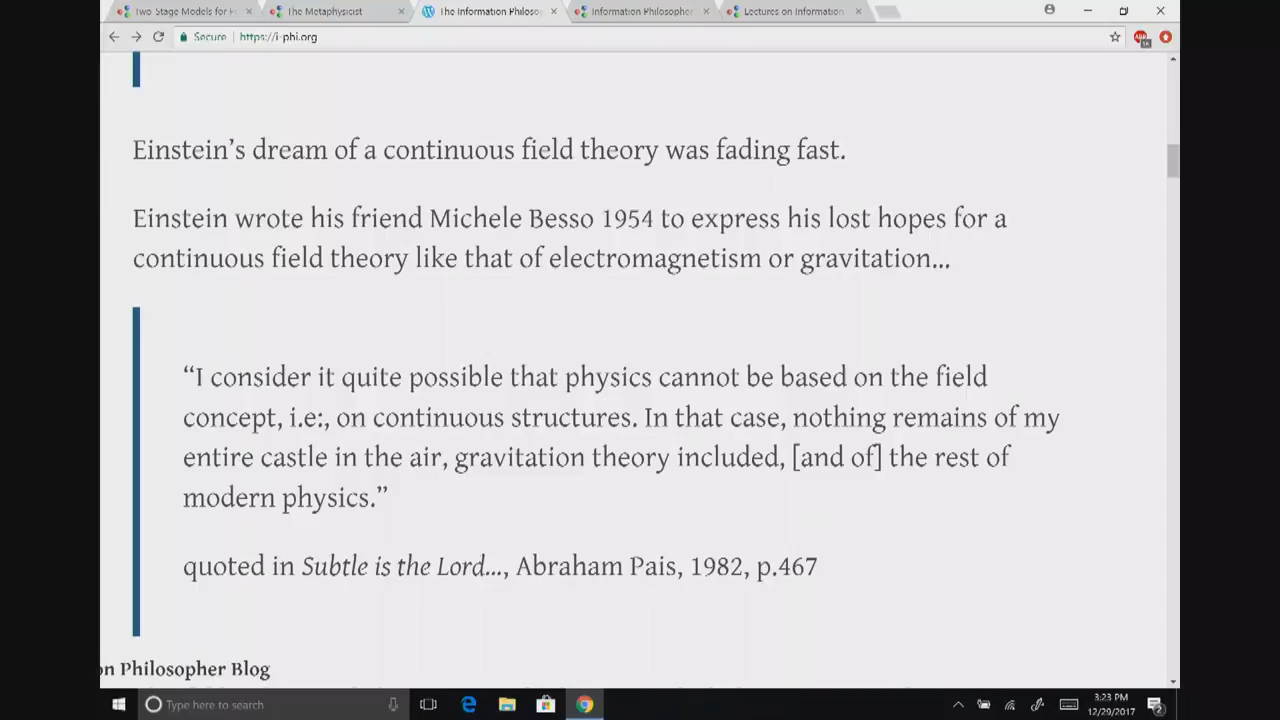 Two-Stage Models for F
The Metaphysicist
The Information Philoso
Information Philosopher
Lectures on Information
Secure
https://i-phi.org
Einstein’s dream of a continuous field theory was fading fast.
Einstein wrote his friend Michele Besso 1954 to express his lost hopes for a
continuous field theory like that of electromagnetism or gravitation...
“I consider it quite possible that physics cannot be based on the field
concept, i.e:, on continuous structures. In that case, nothing remains of my
entire castle in the air, gravitation theory included, [and of] the rest of
modern physics.”
quoted in Subtle is the Lord..., Abraham Pais, 1982, p.467
on Philosopher Blog
Type here to search
3:23 PM
12/29/2017
2